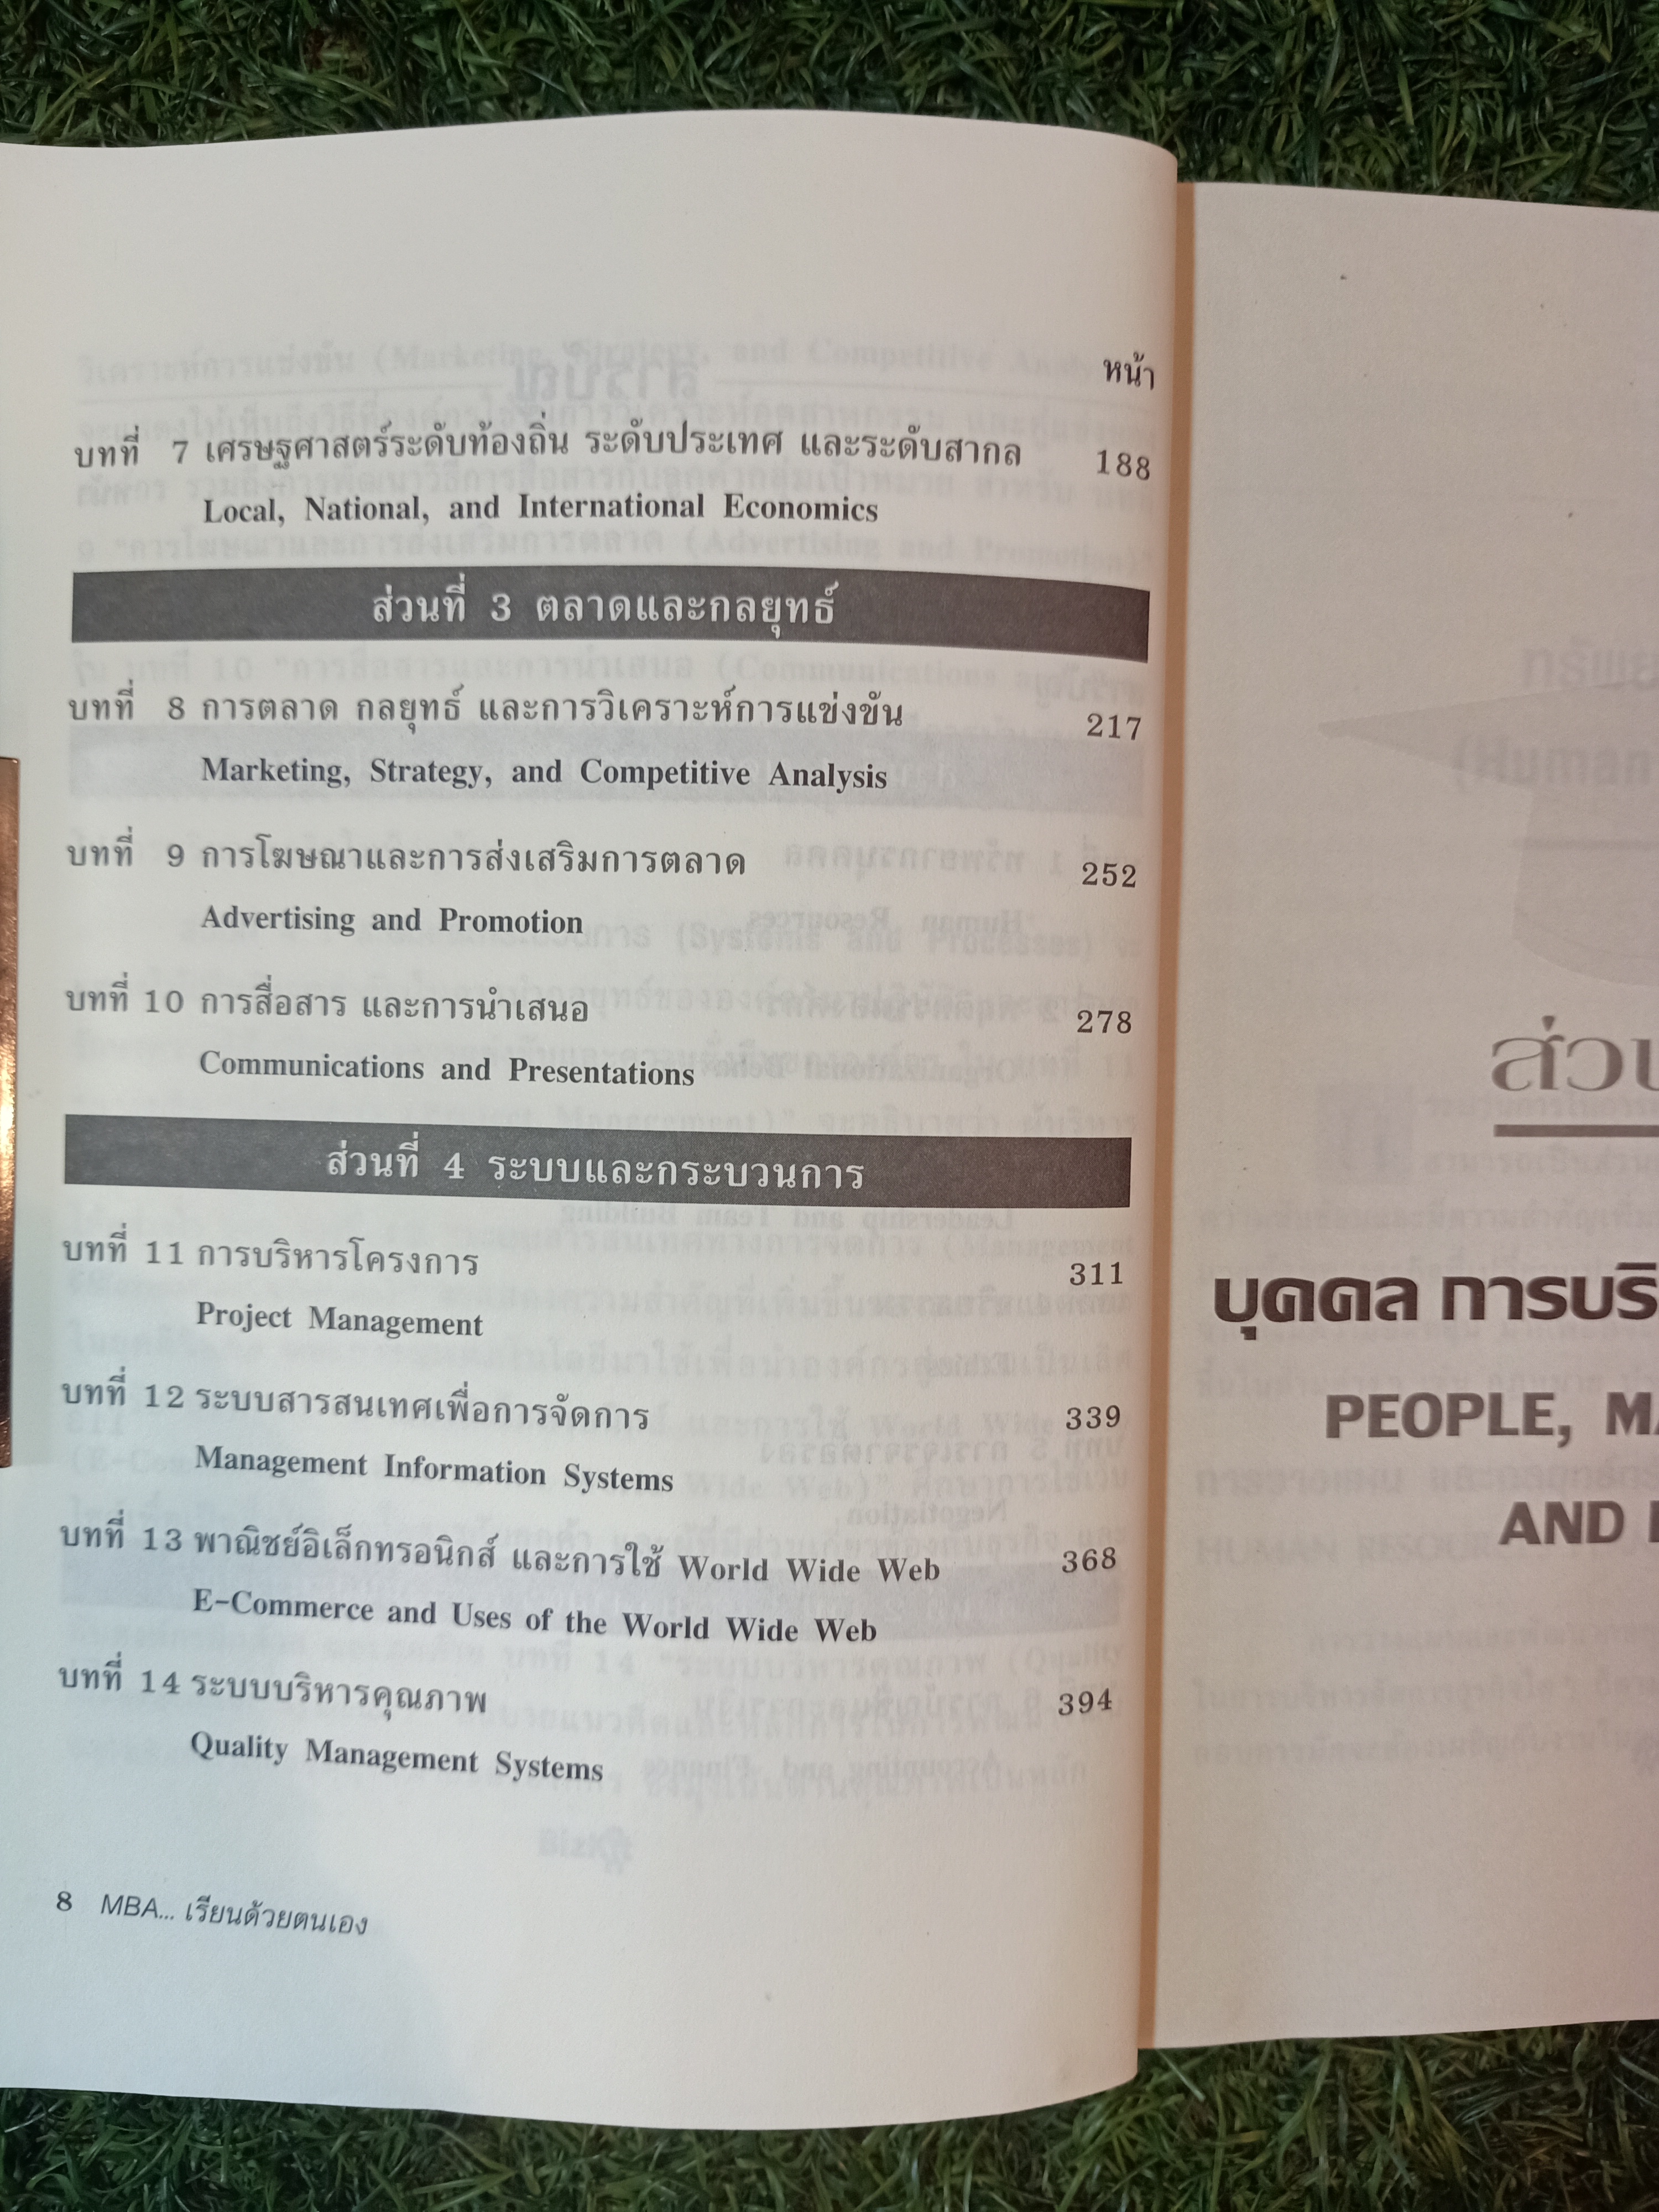 หน้า
บทที่ 7 เศรษฐศาสตร์ระดับท้องถิ่น ระดับประเทศ และระดับสากล 188
Local, National, and International Economics
ส่วนที่ 3 ตลาดและกลยุทธ์
บทที่ 8 การตลาด กลยุทธ์ และการวิเคราะห์การแข่งขัน 217
Marketing, Strategy, and Competitive Analysis
บทที่ 9 การโฆษณาและการส่งเสริมการตลาด 252
Advertising and Promotion
บทที่ 10 การสื่อสาร และการนำเสนอ 278
Communications and Presentations
ส่วนที่ 4 ระบบและกระบวนการ
บทที่ 11 การบริหารโครงการ 311
Project Management
บทที่ 12 ระบบสารสนเทศเพื่อการจัดการ 339
Management Information Systems
บทที่ 13 พาณิชย์อิเล็กทรอนิกส์ และการใช้ World Wide Web 368
E-Commerce and Uses of the World Wide Web
บทที่ 14 ระบบบริหารคุณภาพ 394
Quality Management Systems
8 MBA... เรียนด้วยตนเอง
ส่ว
บุคคล การบริ
PEOPLE, MA
AND